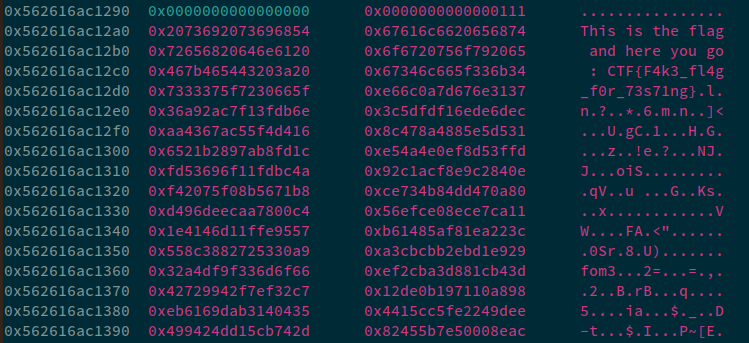 0x562616ac1290 0x0000000000000000 0x0000000000000111 ................
0x562616ac12a0 0x2073692073696854 0x67616c6620656874 This is the flag
0x562616ac12b0 0x72656820646e6120 0x6f6720756f792065 and here you go
0x562616ac12c0 0x467b465443203a20 0x67346c665f336b34 : CTF{F4k3_fl4g
0x562616ac12d0 0x7333375f7230665f 0xe66c0a7d676e3137 _f0r_73s71ng}.l.
0x562616ac12e0 0x36a92ac7f13fdb6e 0x3c5dfdf16ede6dec n.?..*.6.m.n..]<
0x562616ac12f0 0xaa4367ac55f4d416 0x8c478a4885e5d531 ...U.gC.1...H.G.
0x562616ac1300 0x6521b2897ab8fd1c 0xe54a4e0ef8d53ffd ...z..!e.?...NJ.
0x562616ac1310 0xfd53696f11fdbc4a 0x92c1acf8e9c2840e J...oiS.........
0x562616ac1320 0xf42075f08b5671b8 0xce734b84dd470a80 .qV..u ...G..Ks.
0x562616ac1330 0xd496deecaa7800c4 0x56efce08ece7ca11 ..x............V
0x562616ac1340 0x1e4146d11ffe9557 0xb61485af81ea223c W....FA.<"......
0x562616ac1350 0x558c3882725330a9 0xa3cbcbb2ebd1e929 .0Sr.8.U).......
0x562616ac1360 0x32a4df9f336d6f66 0xef2cba3d881cb43d fom3...2=...=.,.
0x562616ac1370 0x42729942f7ef32c7 0x12de0b197110a898 .2..B.rB...q....
0x562616ac1380 0xeb6169dab3140435 0x4415cc5fe2249dee 5....ia...$._..D
0x562616ac1390 0x499424dd15cb742d 0x82455b7e50008eac -t...$.I...P~[E.